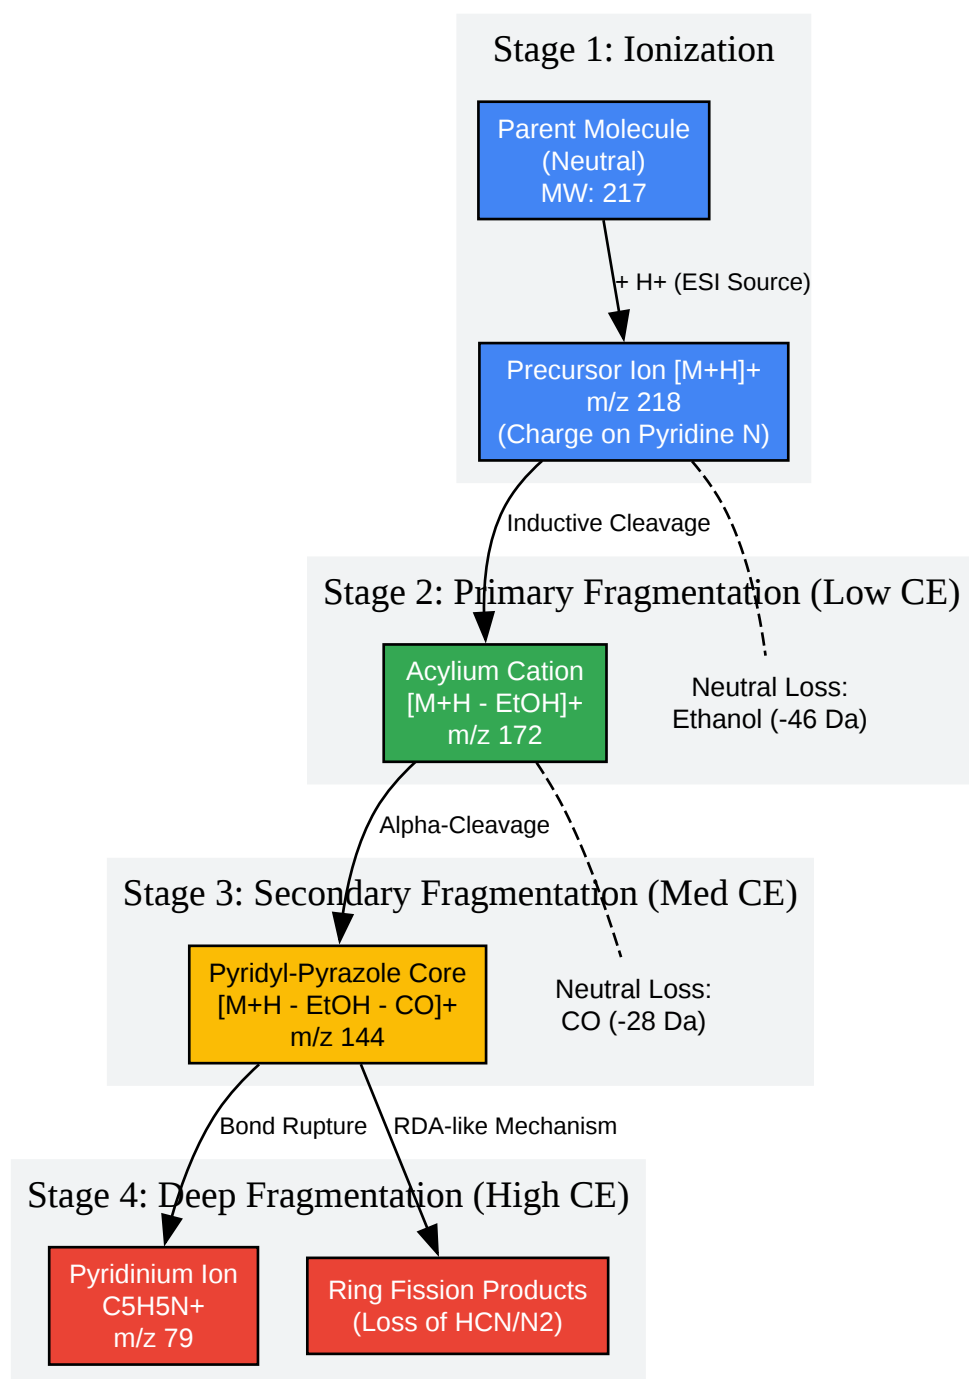 Stage 1: Ionization
Parent Molecule
(Neutral)
MW: 217
+ H+ (ESI Source)
Precursor Ion [M+H]+
m/z 218
(Charge on Pyridine N)
Inductive Cleavage
Stage 2: Primary Fragmentation (Low CE)
Acylium Cation
[M+H - EtOH]+
m/z 172
Neutral Loss:
Ethanol (-46 Da)
Alpha-Cleavage
Stage 3: Secondary Fragmentation (Med CE)
Pyridyl-Pyrazole Core
[M+H - EtOH - CO]+
m/z 144
Neutral Loss:
CO (-28 Da)
Bond Rupture
RDA-like Mechanism
Stage 4: Deep Fragmentation (High CE)
Pyridinium Ion
C5H5N+
m/z 79
Ring Fission Products
(Loss of HCN/N2)